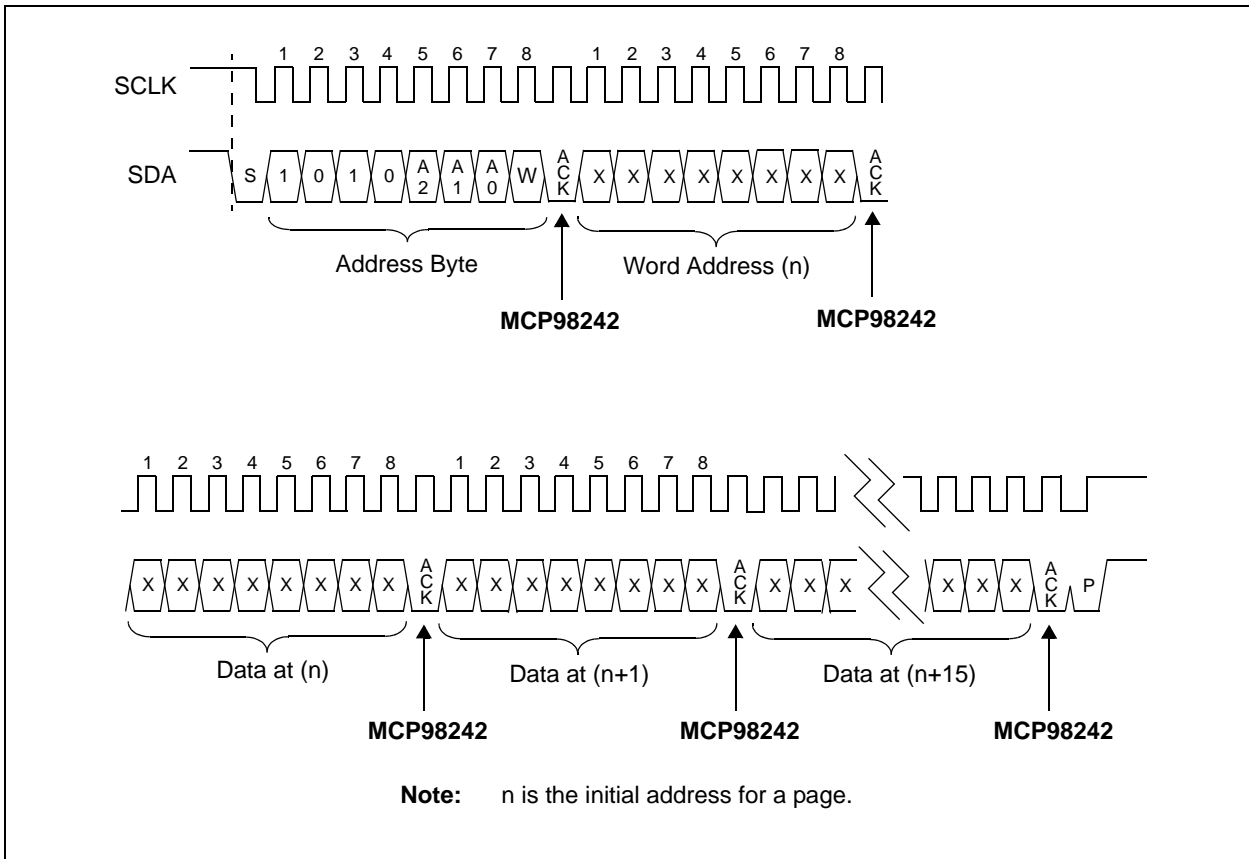 1 2 3 4 5 6 7 8 1 2 3 4 5 6 7 8
SCLK
SDA S 1 0 1 0 A2 A1 A0 W ACK X X X X X X X X ACK
Address Byte Word Address (n)
MCP98242 MCP98242
1 2 3 4 5 6 7 8 1 2 3 4 5 6 7 8
X X X X X X X X ACK X X X X X X X X ACK X X X X X X ACK P
Data at (n) Data at (n+1) Data at (n+15)
MCP98242 MCP98242 MCP98242
Note: n is the initial address for a page.